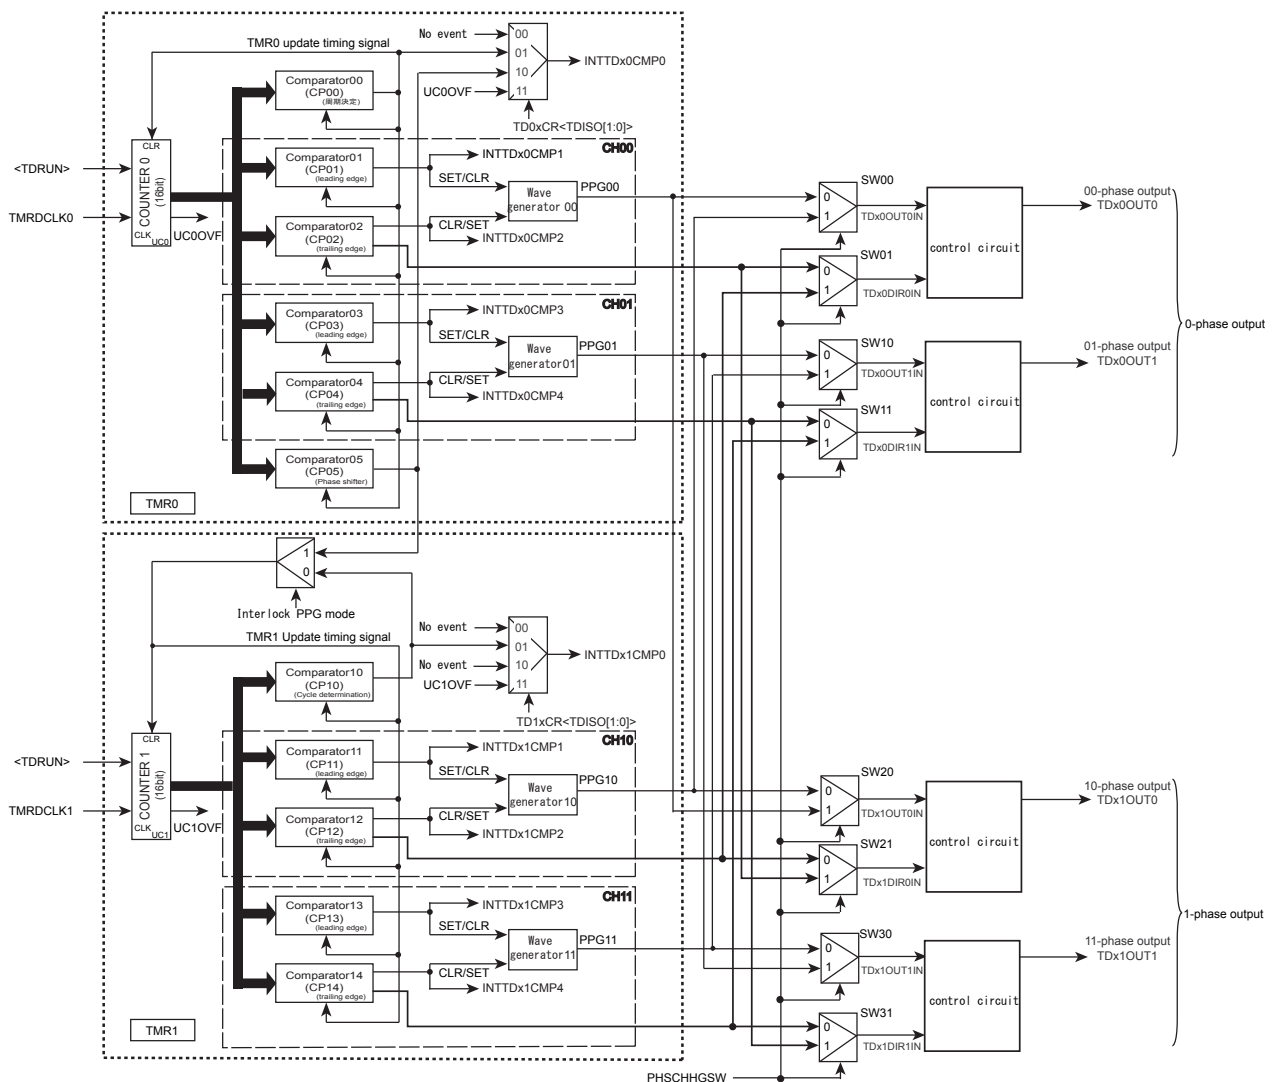 No event
00
TMR0 update timing signal
01
INTTDx0CMP0
10
UC0OVF
11
TD0xCR<TDISO[1:0]>
Comparator00
(CP00)
(周期決定)
CLR
<TDRUN>
COUNTER 0
(16bit)
TMRDCLK0
CLK
UC0
UC0OVF
CH00
Comparator01
(CP01)
(leading edge)
INTTDx0CMP1
SET/CLR
Wave
generator 00
PPG00
Comparator02
(CP02)
(trailing edge)
CLR/SET
INTTDx0CMP2
CH01
Comparator03
(CP03)
(leading edge)
INTTDx0CMP3
SET/CLR
Wave
generator01
PPG01
Comparator04
(CP04)
(trailing edge)
CLR/SET
INTTDx0CMP4
Comparator05
(CP05)
(Phase shifter)
TMR0
SW00
0
1
TDx0OUT0IN
SW01
0
1
TDx0DIR0IN
control circuit
00-phase output
TDx0OUT0
SW10
0
1
TDx0OUT1IN
SW11
0
1
TDx0DIR1IN
control circuit
01-phase output
TDx0OUT1
0-phase output
1
0
Interlock PPG mode
No event
00
TMR1 Update timing signal
01
INTTDx1CMP0
No event
10
UC1OVF
11
TD1xCR<TDISO[1:0]>
Comparator10
(CP10)
(Cycle determination)
CLR
<TDRUN>
COUNTER 1
(16bit)
TMRDCLK1
CLK
UC1
UC1OVF
CH10
Comparator11
(CP11)
(leading edge)
INTTDx1CMP1
SET/CLR
Wave
generator10
PPG10
Comparator12
(CP12)
(trailing edge)
CLR/SET
INTTDx1CMP2
CH11
Comparator13
(CP13)
(leading edge)
INTTDx1CMP3
SET/CLR
Wave
generator11
PPG11
Comparator14
(CP14)
(trailing edge)
CLR/SET
INTTDx1CMP4
TMR1
SW20
0
1
TDx1OUT0IN
SW21
0
1
TDx1DIR0IN
control circuit
10-phase output
TDx1OUT0
SW30
0
1
TDx1OUT1IN
SW31
0
1
TDx1DIR1IN
control circuit
11-phase output
TDx1OUT1
1-phase output
PHSCHHGSW